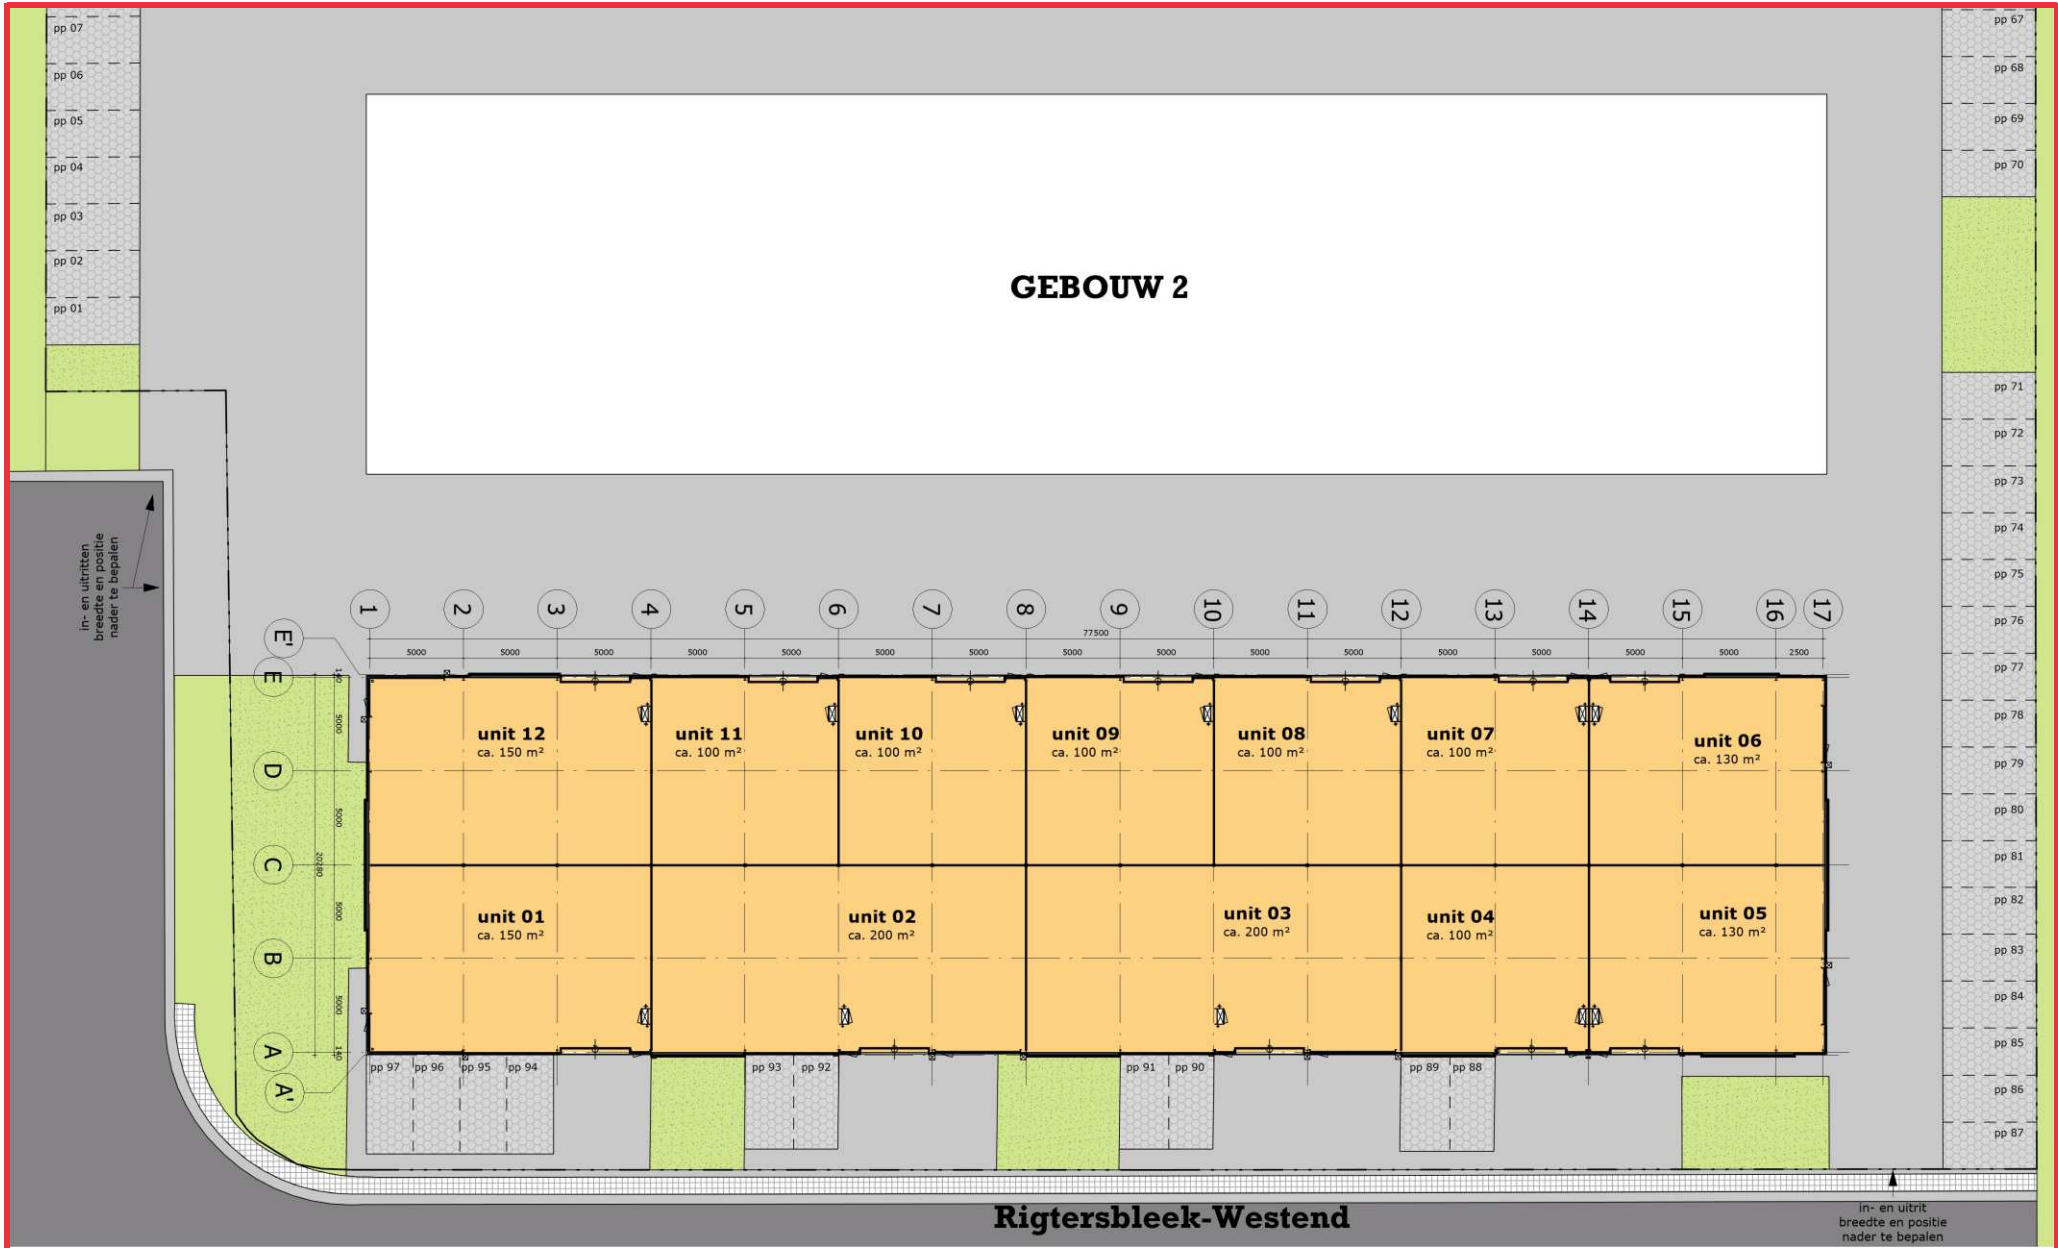 pp 07
pp 06
pp 05
pp 04
pp 03
pp 02
pp 01
pp 67
pp 68
pp 69
pp 70
pp 71
pp 72
pp 73
pp 74
pp 75
pp 76
pp 77
pp 78
pp 79
pp 80
pp 81
pp 82
pp 83
pp 84
pp 85
pp 86
pp 87
GEBOUW 2
in- en uitritten
breedte en positie
nader te bepalen
1 2 3 4 5 6 7 8 9 10 11 12 13 14 15 16 17
77500
5000 5000 5000 5000 5000 5000 5000 5000 5000 5000 5000 5000 5000 5000 5000 2500
E'
E
D
C
B
A
A'
140
5000
5000
20280
5000
5000
140
unit 12
ca. 150 m²
unit 11
ca. 100 m²
unit 10
ca. 100 m²
unit 09
ca. 100 m²
unit 08
ca. 100 m²
unit 07
ca. 100 m²
unit 06
ca. 130 m²
unit 01
ca. 150 m²
unit 02
ca. 200 m²
unit 03
ca. 200 m²
unit 04
ca. 100 m²
unit 05
ca. 130 m²
pp 97 pp 96 pp 95 pp 94
pp 93 pp 92
pp 91 pp 90
pp 89 pp 88
Rigtersbleek-Westend
in- en uitrit
breedte en positie
nader te bepalen